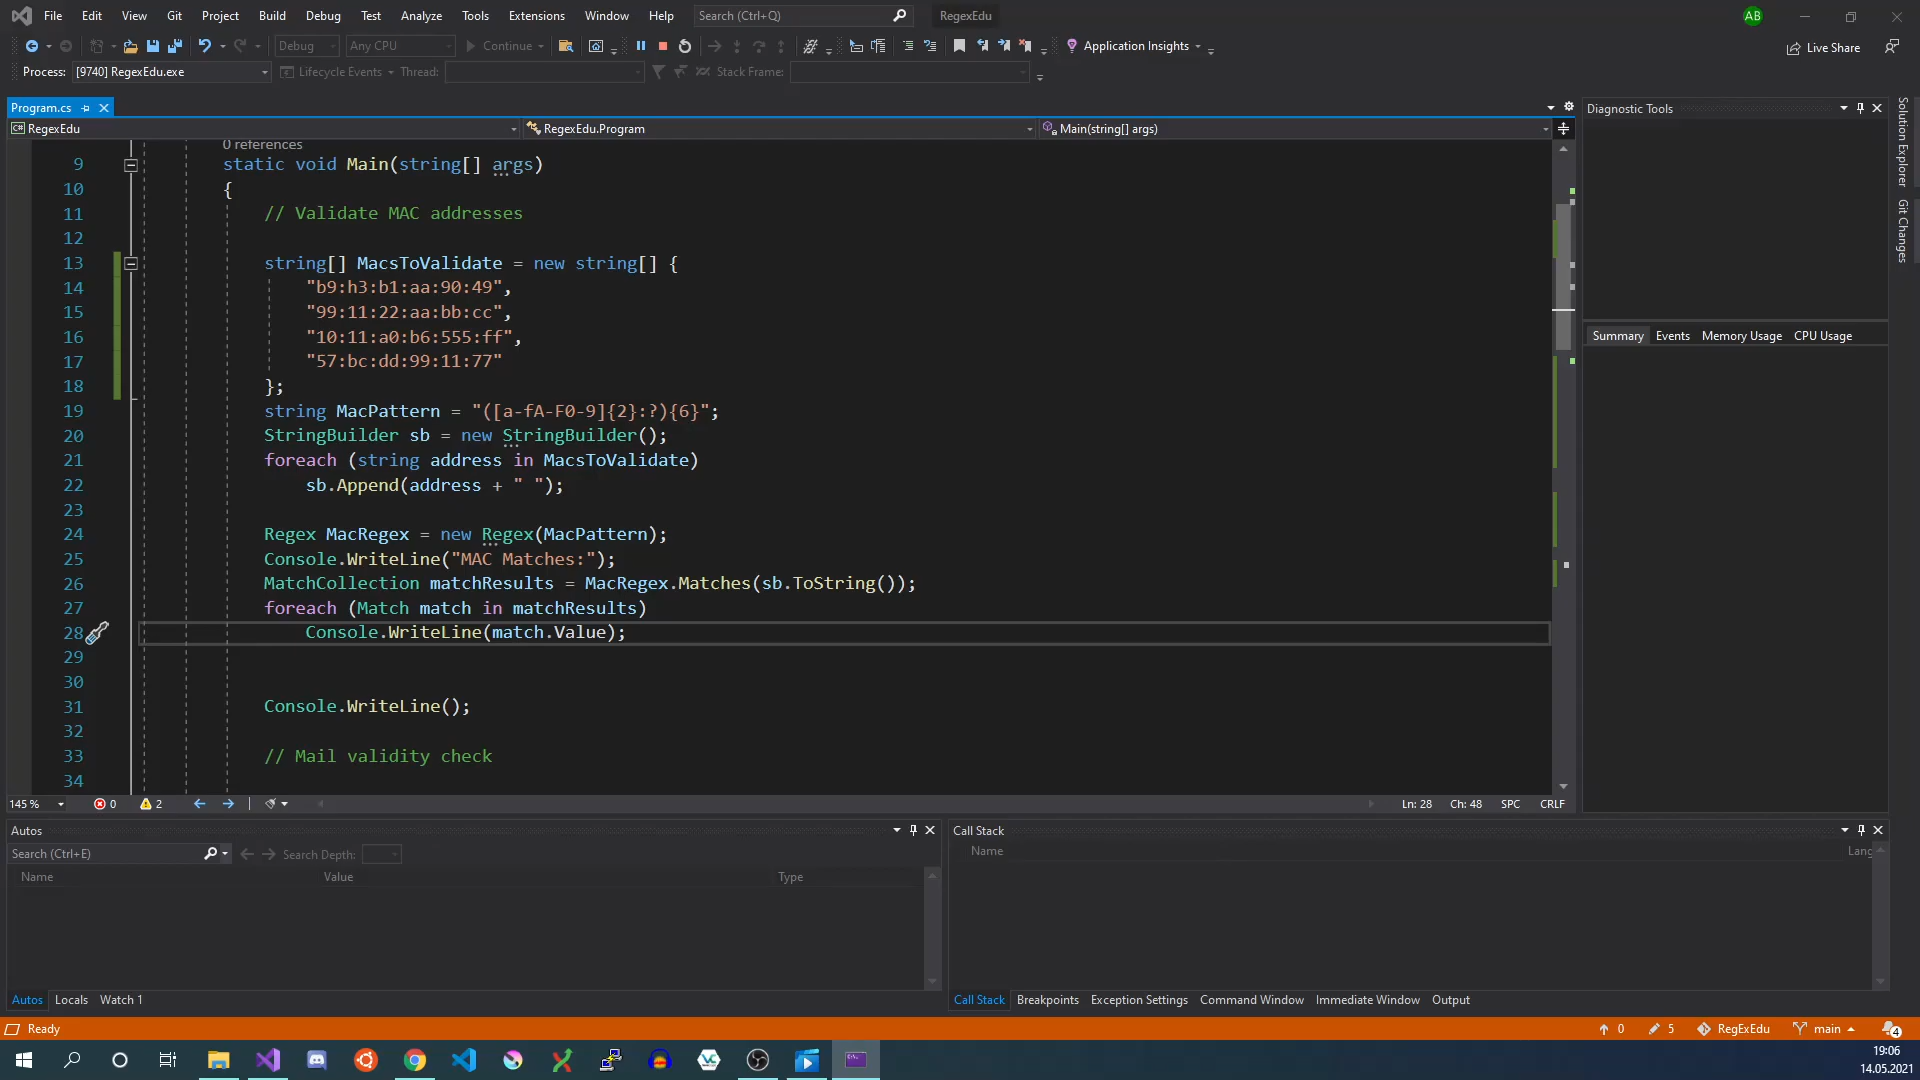 File Edit View Git Project Build Debug Test Analyze Tools Extensions Window Help Search (Ctrl+Q) RegexEdu AB
Debug Any CPU Continue Application Insights Live Share
Process: [9740] RegexEdu.exe Lifecycle Events Thread: Stack Frame:
Program.cs
RegexEdu RegexEdu.Program Main(string[] args)
0 references
9 static void Main(string[] args)
10 {
11 // Validate MAC addresses
12
13 string[] MacsToValidate = new string[] {
14 "b9:h3:b1:aa:90:49",
15 "99:11:22:aa:bb:cc",
16 "10:11:a0:b6:555:ff",
17 "57:bc:dd:99:11:77"
18 };
19 string MacPattern = "([a-fA-F0-9]{2}:?){6}";
20 StringBuilder sb = new StringBuilder();
21 foreach (string address in MacsToValidate)
22 sb.Append(address + " ");
23
24 Regex MacRegex = new Regex(MacPattern);
25 Console.WriteLine("MAC Matches:");
26 MatchCollection matchResults = MacRegex.Matches(sb.ToString());
27 foreach (Match match in matchResults)
28 Console.WriteLine(match.Value);
29
30
31 Console.WriteLine();
32
33 // Mail validity check
34
145 % 0 2 Ln: 28 Ch: 48 SPC CRLF
Diagnostic Tools
Summary Events Memory Usage CPU Usage
Solution Explorer
Git Changes
Autos
Search (Ctrl+E) Search Depth:
Name Value Type
Autos Locals Watch 1
Call Stack
Name Lang
Call Stack Breakpoints Exception Settings Command Window Immediate Window Output
Ready 0 5 RegExEdu main 4
19:06
14.05.2021